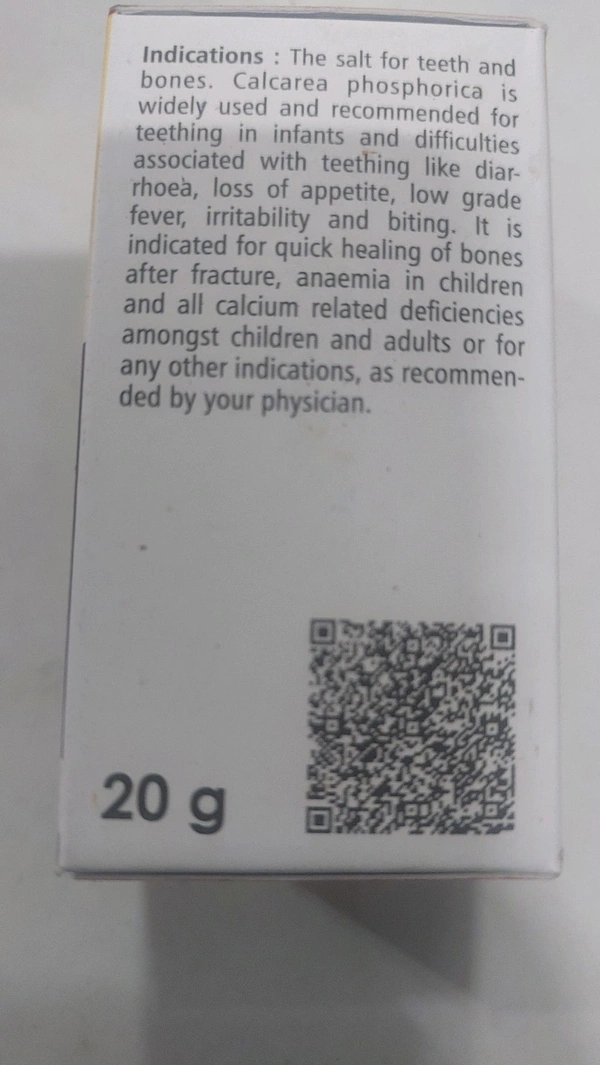 Indications : The salt for teeth and
bones. Calcarea phosphorica is
widely used and recommended for
teething in infants and difficulties
associated with teething like diar-
rhoea, loss of appetite, low grade
fever, irritability and biting. It is
indicated for quick healing of bones
after fracture, anaemia in children
and all calcium related deficiencies
amongst children and adults or for
any other indications, as recommen-
ded by your physician.
20 g